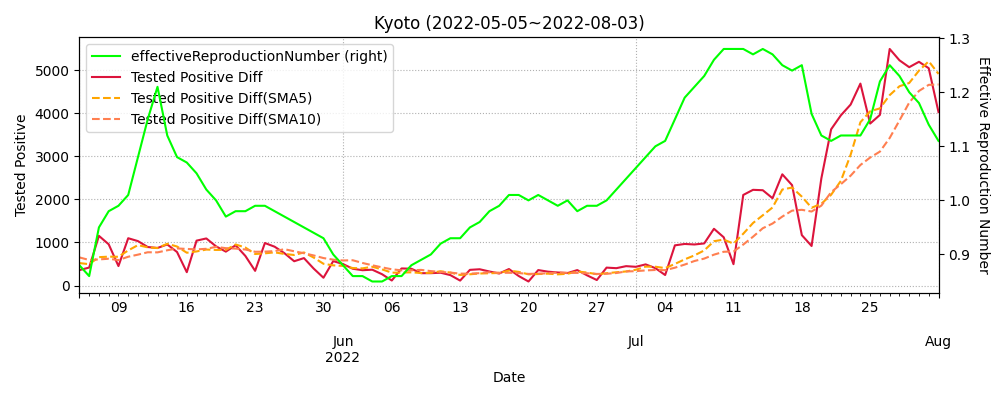 Kyoto (2022-05-05~2022-08-03)
effectiveReproductionNumber (right)
Tested Positive Diff
Tested Positive Diff(SMA5)
Tested Positive Diff(SMA10)
Tested Positive
5000
4000
3000
2000
1000
0
1.3
1.2
1.1
1.0
0.9
Effective Reproduction Number
09 16 23 30 06 13 20 27 04 11 18 25
Jun Jul Aug
2022
Date